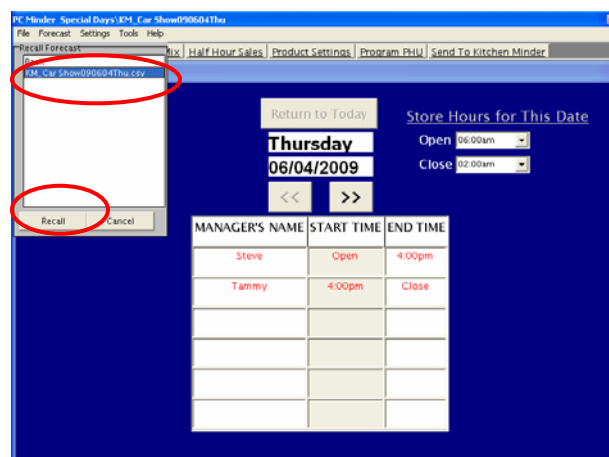 PC Minder Special Days\KM_Car Show090604Thu
File Forecast Settings Tools Help
Recall Forecast
Mix Half Hour Sales Product Settings Program PHU Send To Kitchen Minder
KM_Car Show090604Thu.csv
Return to Today
Store Hours for This Date
Thursday
Open 06:00am
06/04/2009
Close 02:00am
<< >>
Recall Cancel
MANAGER'S NAME START TIME END TIME
Steve Open 4:00pm
Tammy 4:00pm Close